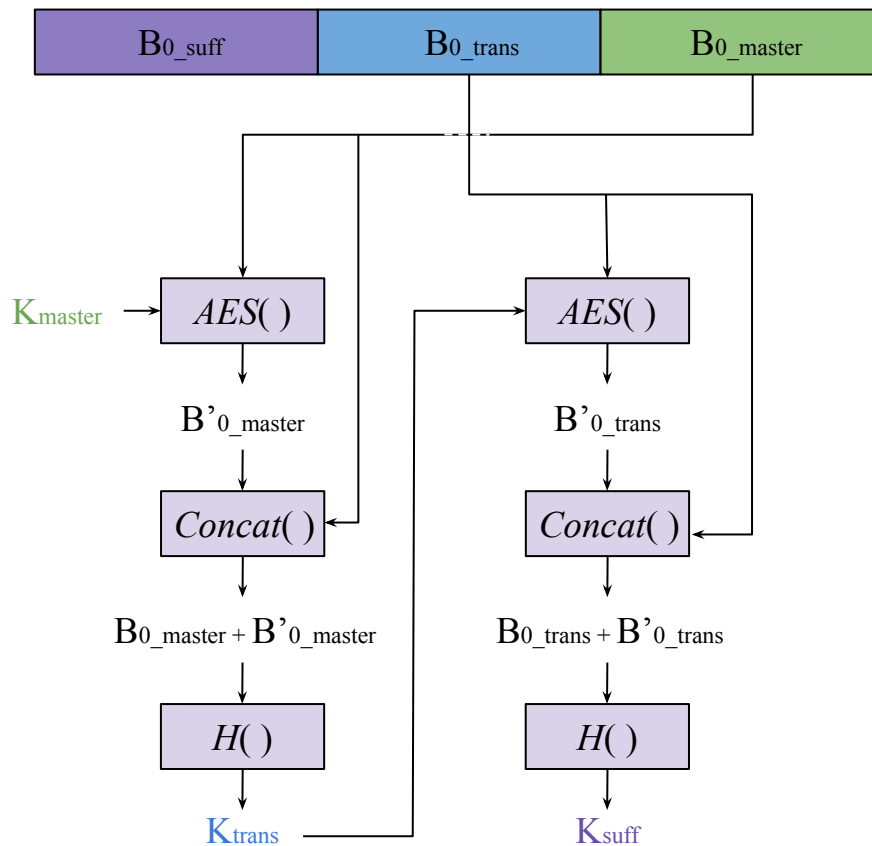 B0_suff B0_trans B0_master
Kmaster AES( ) AES( )
B’0_master B’0_trans
Concat( ) Concat( )
B0_master + B’0_master B0_trans + B’0_trans
H( ) H( )
Ktrans Ksuff